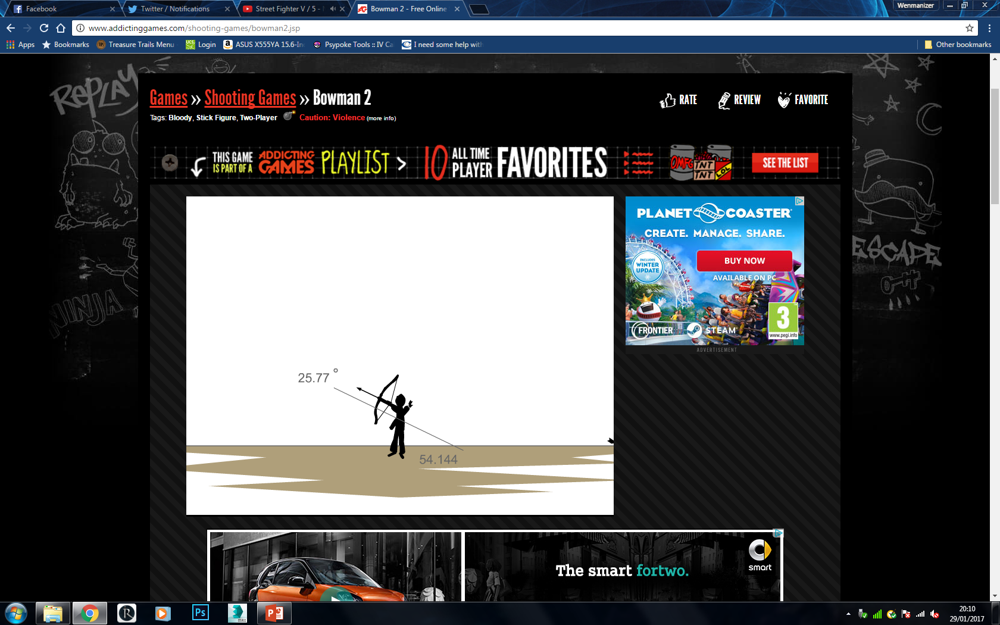 Facebook
Twitter / Notifications
Street Fighter V / 5 -
Bowman 2 - Free Online
Wenmanizer
www.addictinggames.com/shooting-games/bowman2.jsp
Apps
Bookmarks
Treasure Trails Menu
UCS
Login
ASUS X555YA 15.6-In
Psypoke Tools :: IV Ca
I need some help with
Other bookmarks
REPLAY
Games » Shooting Games » Bowman 2
RATE
REVIEW
FAVORITE
Tags: Bloody, Stick Figure, Two-Player
Caution: Violence (more info)
THIS GAME
IS PART OF A
ADDICTING
GAMES
PLAYLIST >
10
ALL TIME
PLAYER
FAVORITES
OMFG
TNT
TNT
LOL
SEE THE LIST
PLANET COASTER
CREATE. MANAGE. SHARE.
BUY NOW
INCLUDES
WINTER
UPDATE
AVAILABLE ON PC
3
FRONTIER
STEAM
www.pegi.info
ADVERTISEMENT
ESCAPE
NINJA
25.77 °
54.144
The smart fortwo.
smart
R
Ps
MAX
P
20:10
29/01/2017